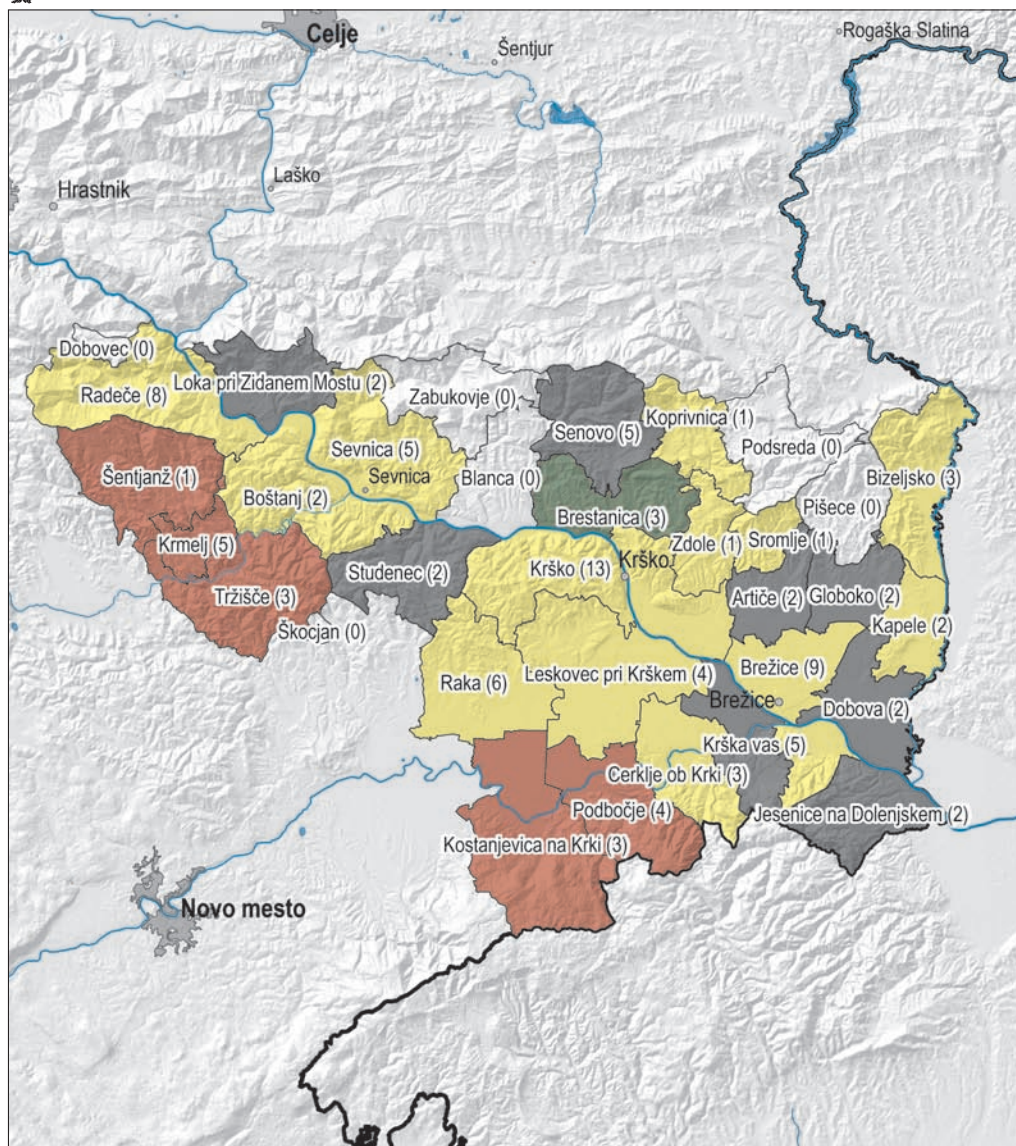 Rogaška Slatina
Celje
Šentjur
Laško
Hrastnik
Dobovec (0)
Loka pri Zidanem Mostu (2)
Radeče (8)
Zabukovje (0)
Koprivnica (1)
Senovo (5)
Podsreda (0)
Sevnica (5)
Šentjanž (1)
Sevnica
Blanca (0)
Bizeljsko (3)
Boštanj (2)
Pišece (0)
Brestanica (3)
Krmelj (5)
Zdole (1)
Sromlje (1)
Studenec (2)
Krško (13)
Krško
Tržišče (3)
Artiče (2)
Globoko (2)
Kapele (2)
Škocjan (0)
Leskovec pri Krškem (4)
Brežice (9)
Raka (6)
Brežice
Dobova (2)
Krška vas (5)
Cerklje ob Krki (3)
Podbočje (4)
Jesenice na Dolenjskem (2)
Kostanjevica na Krki (3)
Novo mesto